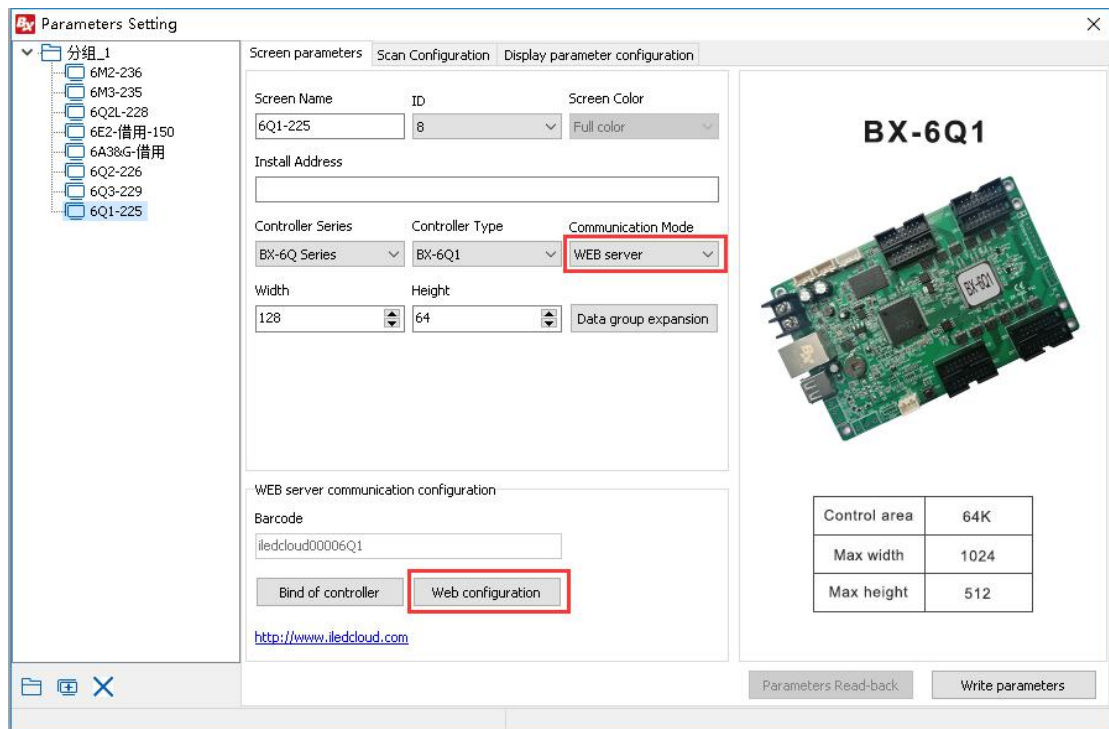 BX Parameters Setting
分组_1
6M2-236
6M3-235
6Q2L-228
6E2-借用-150
6A3&G-借用
6Q2-226
6Q3-229
6Q1-225
Screen parameters Scan Configuration Display parameter configuration
Screen Name ID Screen Color
6Q1-225 8 Full color
Install Address
Controller Series Controller Type Communication Mode
BX-6Q Series BX-6Q1 WEB server
Width Height
128 64 Data group expansion
WEB server communication configuration
Barcode
iledcloud00006Q1
Bind of controller Web configuration
http://www.iledcloud.com
BX-6Q1
BX-6Q1
BX
Control area 64K
Max width 1024
Max height 512
Parameters Read-back Write parameters